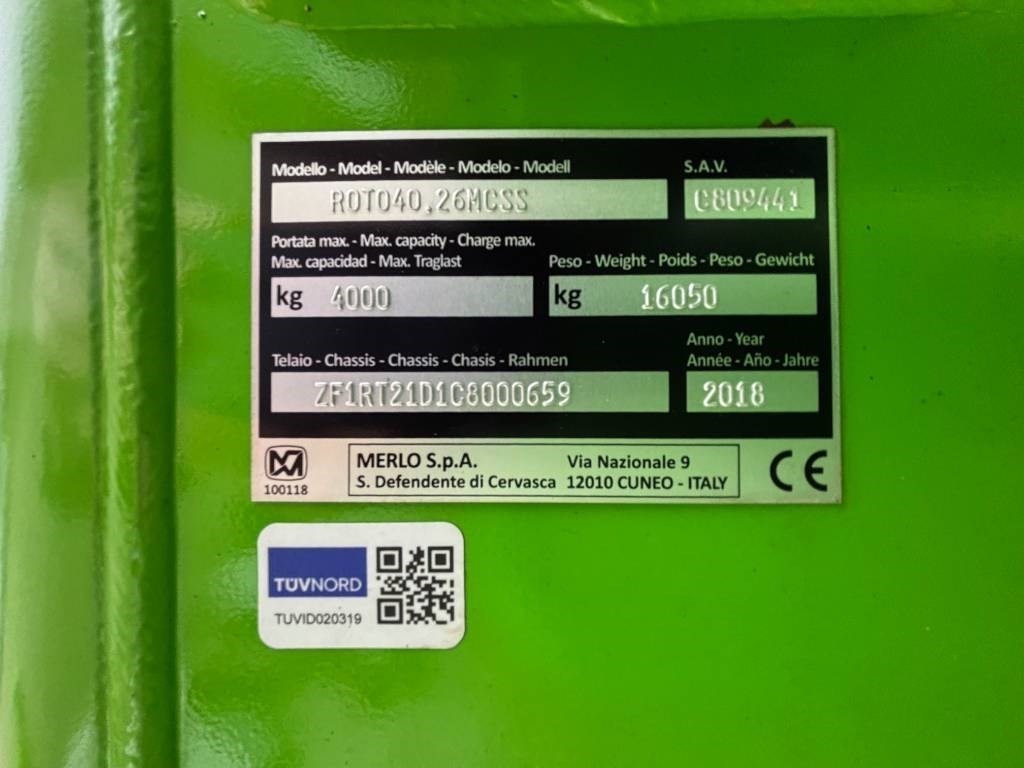 Modello - Model - Modèle - Modelo - Modell
S.A.V.
ROTO40,26MCSS
C809441
Portata max. - Max. capacity - Charge max.
Max. capacidad - Max. Traglast
Peso - Weight - Poids - Peso - Gewicht
kg 4000
kg 16050
Telaio - Chassis - Chassis - Chasis - Rahmen
Anno - Year
Année - Año - Jahre
ZF1RT21D1C8000659
2018
100118
MERLO S.p.A. Via Nazionale 9
S. Defendente di Cervasca 12010 CUNEO - ITALY
CE
TÜVNORD
TUVID020319